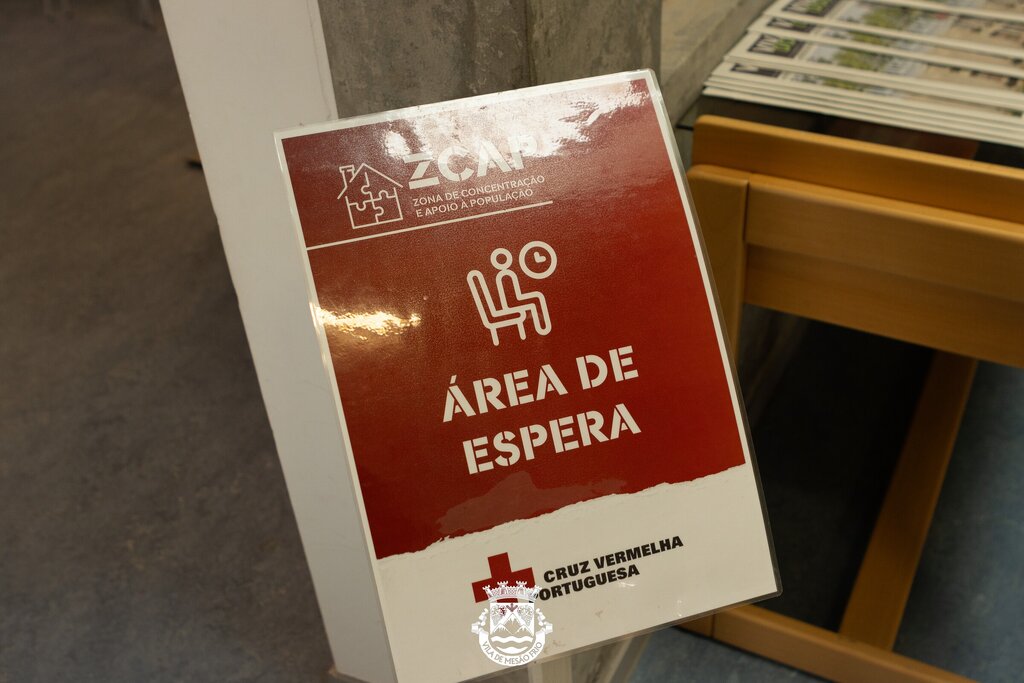 ZCAP
ZONA DE CONCENTRAÇÃO
E APOIO À POPULAÇÃO
ÁREA DE
ESPERA
CRUZ VERMELHA
PORTUGUESA
VILA DE MESÃO FRIO